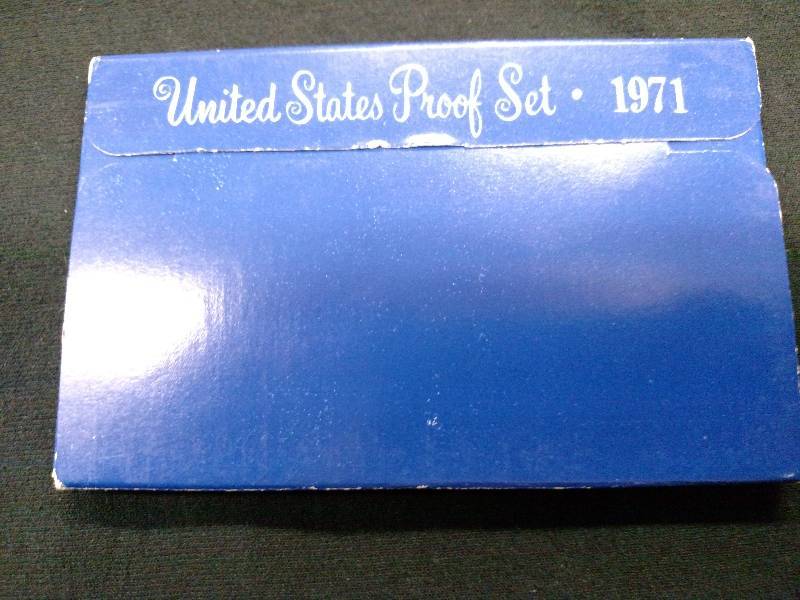 United States Proof Set • 1971